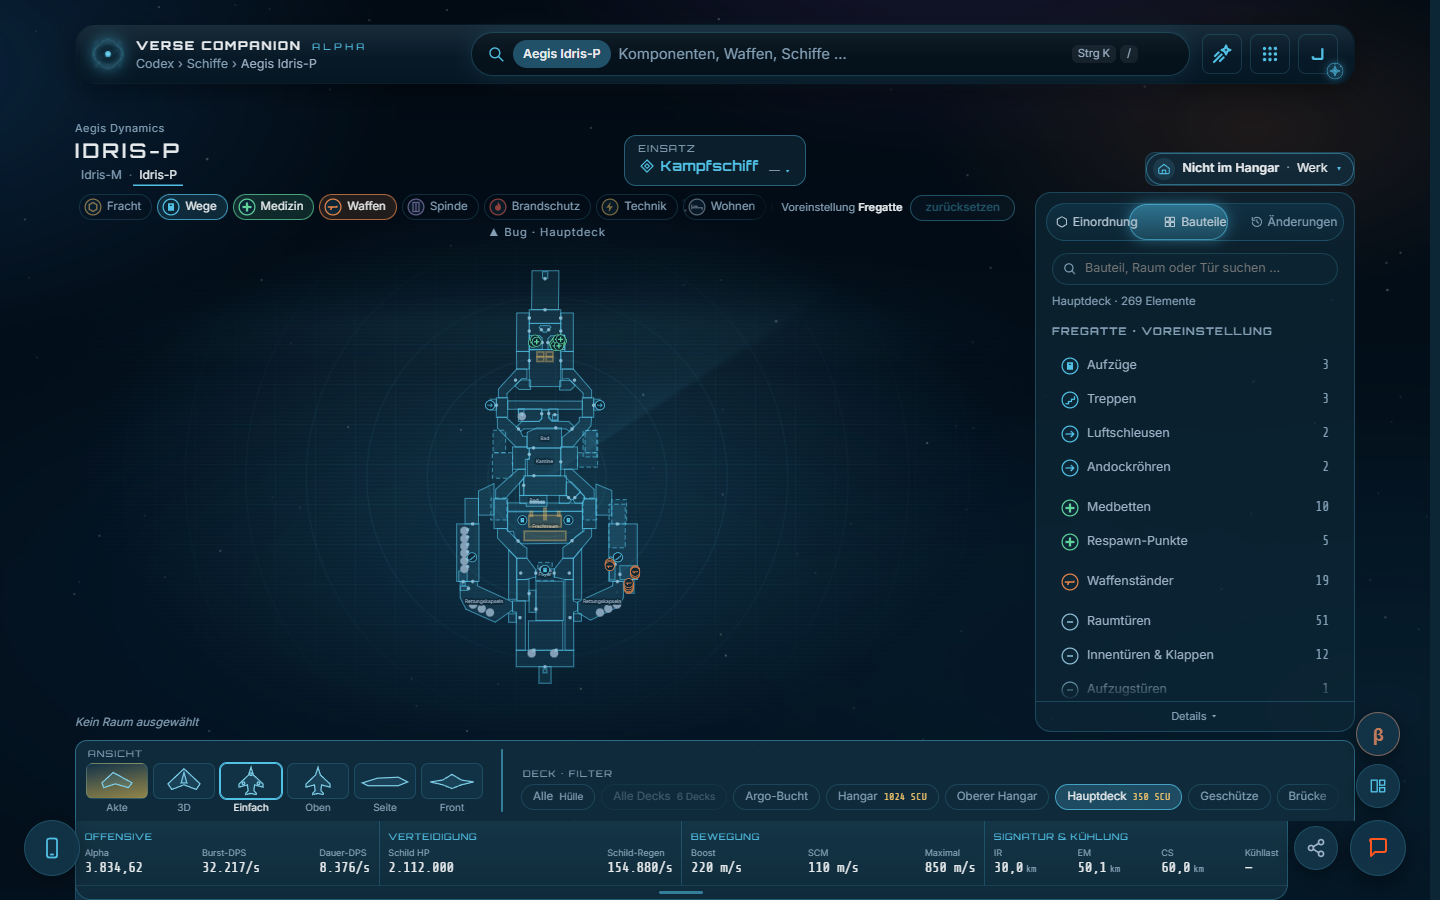 VERSE COMPANION ALPHA
Codex › Schiffe › Aegis Idris-P
Aegis Idris-P Komponenten, Waffen, Schiffe ... Strg K /
Aegis Dynamics
IDRIS-P
Idris-M · Idris-P
EINSATZ
Kampfschiff
Nicht im Hangar · Werk
Fracht Wege Medizin Waffen Spinde Brandschutz Technik Wohnen Voreinstellung Fregatte zurücksetzen
▲ Bug · Hauptdeck
Einordnung Bauteile Änderungen
Bauteil, Raum oder Tür suchen ...
Hauptdeck · 269 Elemente
FREGATTE · VOREINSTELLUNG
Aufzüge 3
Treppen 3
Luftschleusen 2
Andockröhren 2
Medbetten 10
Respawn-Punkte 5
Waffenständer 19
Raumtüren 51
Innentüren & Klappen 12
Aufzugstüren 1
Details
Bad
Kantine
Frachtraum
Rettungskapseln Rettungskapseln
Kein Raum ausgewählt
β
ANSICHT
Akte 3D Einfach Oben Seite Front
DECK · FILTER
Alle Hülle Alle Decks 6 Decks Argo-Bucht Hangar 1024 SCU Oberer Hangar Hauptdeck 350 SCU Geschütze Brücke
OFFENSIVE
Alpha Burst-DPS Dauer-DPS
3.834,62 32.217/s 8.376/s
VERTEIDIGUNG
Schild HP Schild-Regen
2.112.000 154.880/s
BEWEGUNG
Boost SCM Maximal
220 m/s 110 m/s 850 m/s
SIGNATUR & KÜHLUNG
IR EM CS Kühllast
30,0 km 50,1 km 60,0 km –